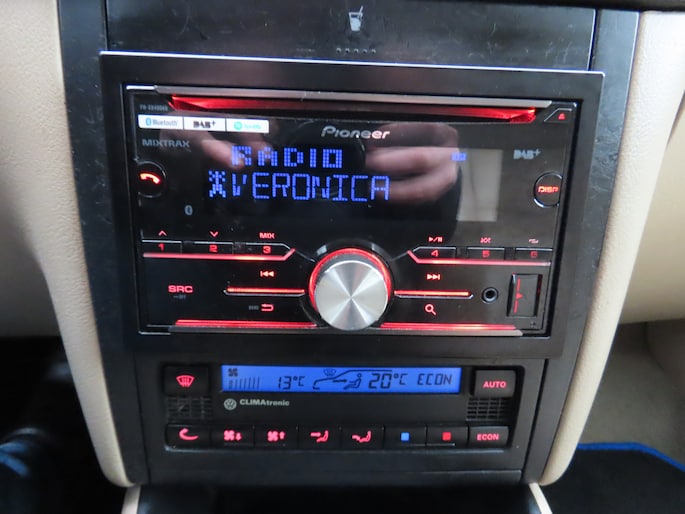 Bluetooth DAB+
Pioneer
MIXTRAX
DAB+
RADIO
VERONICA
DISP
MIX
1 2 3 4 5 6
SRC
13°C 20°C ECON
AUTO
CLIMAtronic
ECON